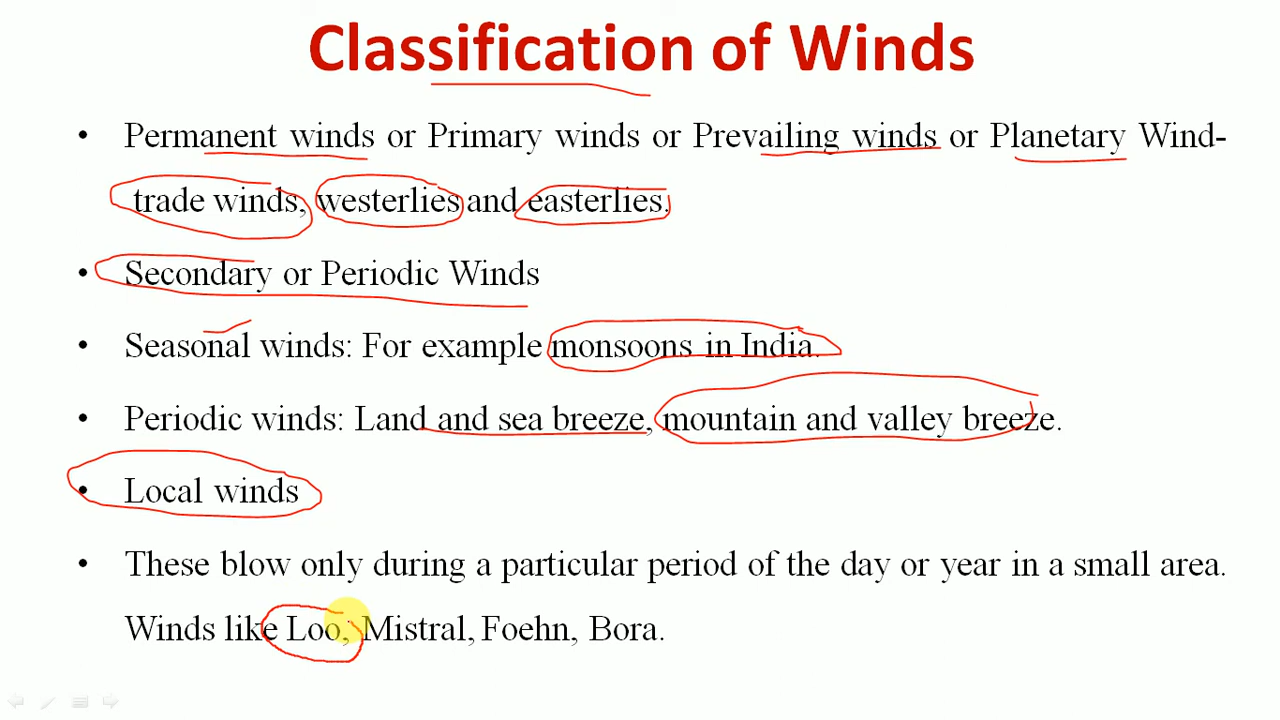 Classification of Winds
• Permanent winds or Primary winds or Prevailing winds or Planetary Wind-
trade winds, westerlies and easterlies.
• Secondary or Periodic Winds
• Seasonal winds: For example monsoons in India.
• Periodic winds: Land and sea breeze, mountain and valley breeze.
• Local winds
• These blow only during a particular period of the day or year in a small area.
Winds like Loo, Mistral, Foehn, Bora.